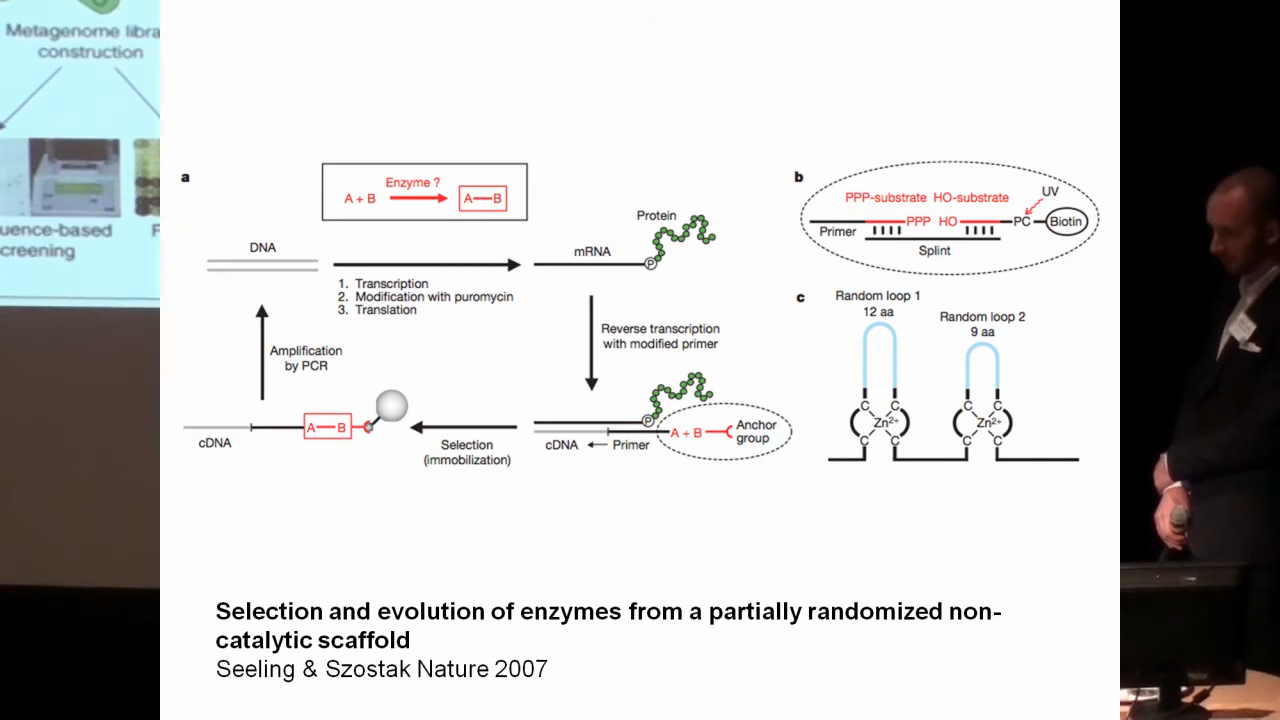 Metagenome libra
construction
uence-based
creening
F
a
Enzyme ?
A + B
A—B
DNA
1. Transcription
2. Modification with puromycin
3. Translation
mRNA
Protein
P
Reverse transcription
with modified primer
Amplification
by PCR
cDNA
A—B
Selection
(immobilization)
P
cDNA
Primer
A + B
Anchor
group
b
PPP-substrate HO-substrate
UV
PPP HO
PC
Biotin
Primer
Splint
c
Random loop 1
12 aa
Random loop 2
9 aa
C C
Zn2+
C C
C C
Zn2+
C C
Selection and evolution of enzymes from a partially randomized non-
catalytic scaffold
Seeling & Szostak Nature 2007